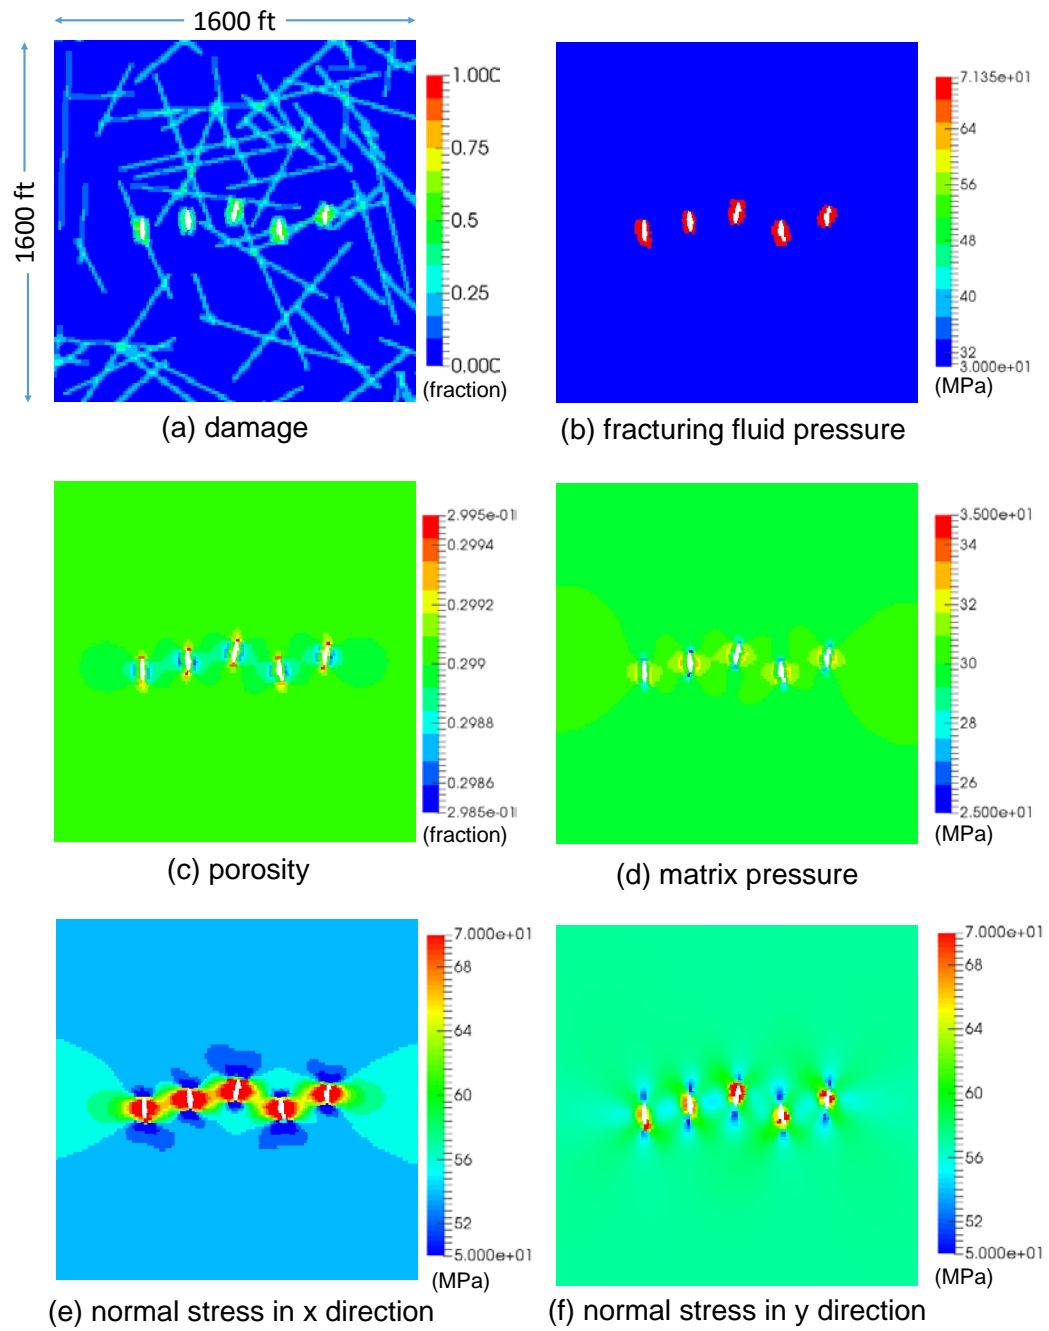 1600 ft
1600 ft
1.00C
0.75
0.5
0.25
0.00C
(fraction)
(a) damage
7.135e+01
64
56
48
40
32
3.000e+01
(MPa)
(b) fracturing fluid pressure
2.995e-01
0.2994
0.2992
0.299
0.2988
0.2986
2.985e-01
(fraction)
(c) porosity
3.500e+01
34
32
30
28
26
2.500e+01
(MPa)
(d) matrix pressure
7.000e+01
68
64
60
56
52
5.000e+01
(MPa)
(e) normal stress in x direction
7.000e+01
68
64
60
56
52
5.000e+01
(MPa)
(f) normal stress in y direction